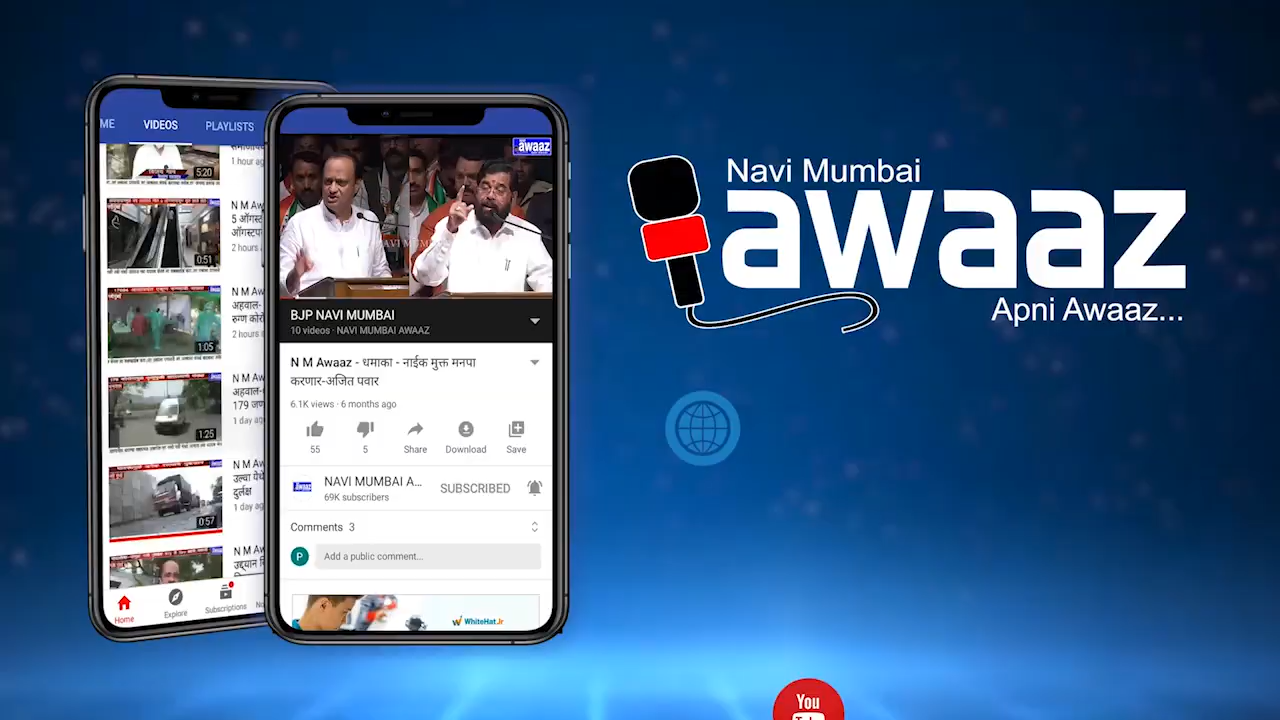 ME VIDEOS PLAYLISTS
1 hour ag
5:20
N M A
5 ऑगस्ट
ऑगस्टप
2 hours
0:51
N M Aw
अहवाल-
रुग्ण कोरो
2 hours a
1:05
N M Aw
अहवाल-
179 जण
1 day ag
1:25
N M Aw
उल्वा येथे
दुर्लक्ष
1 day ago
0:57
N M Aw
उद्द्यान
Home
Explore
Subscriptions
awaaz
NAVI MUM
BJP NAVI MUMBAI
10 videos · NAVI MUMBAI AWAAZ
N M Awaaz - धमाका - नाईक मुक्त मनपा
करणार-अजित पवार
6.1K views · 6 months ago
55
5
Share
Download
Save
Awaaz
NAVI MUMBAI A...
69K subscribers
SUBSCRIBED
Comments 3
P
Add a public comment...
WhiteHat Jr
Navi Mumbai
awaaz
Apni Awaaz...
You